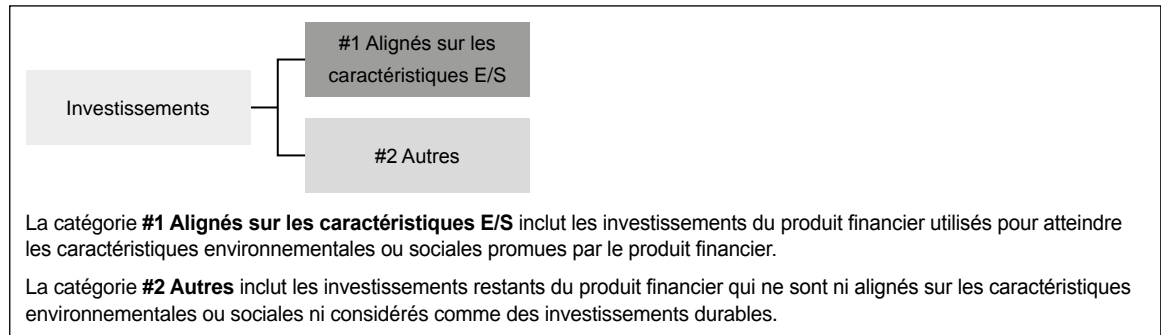 #1 Alignés sur les
caractéristiques E/S
Investissements
#2 Autres
La catégorie #1 Alignés sur les caractéristiques E/S inclut les investissements du produit financier utilisés pour atteindre
les caractéristiques environnementales ou sociales promues par le produit financier.
La catégorie #2 Autres inclut les investissements restants du produit financier qui ne sont ni alignés sur les caractéristiques
environnementales ou sociales ni considérés comme des investissements durables.